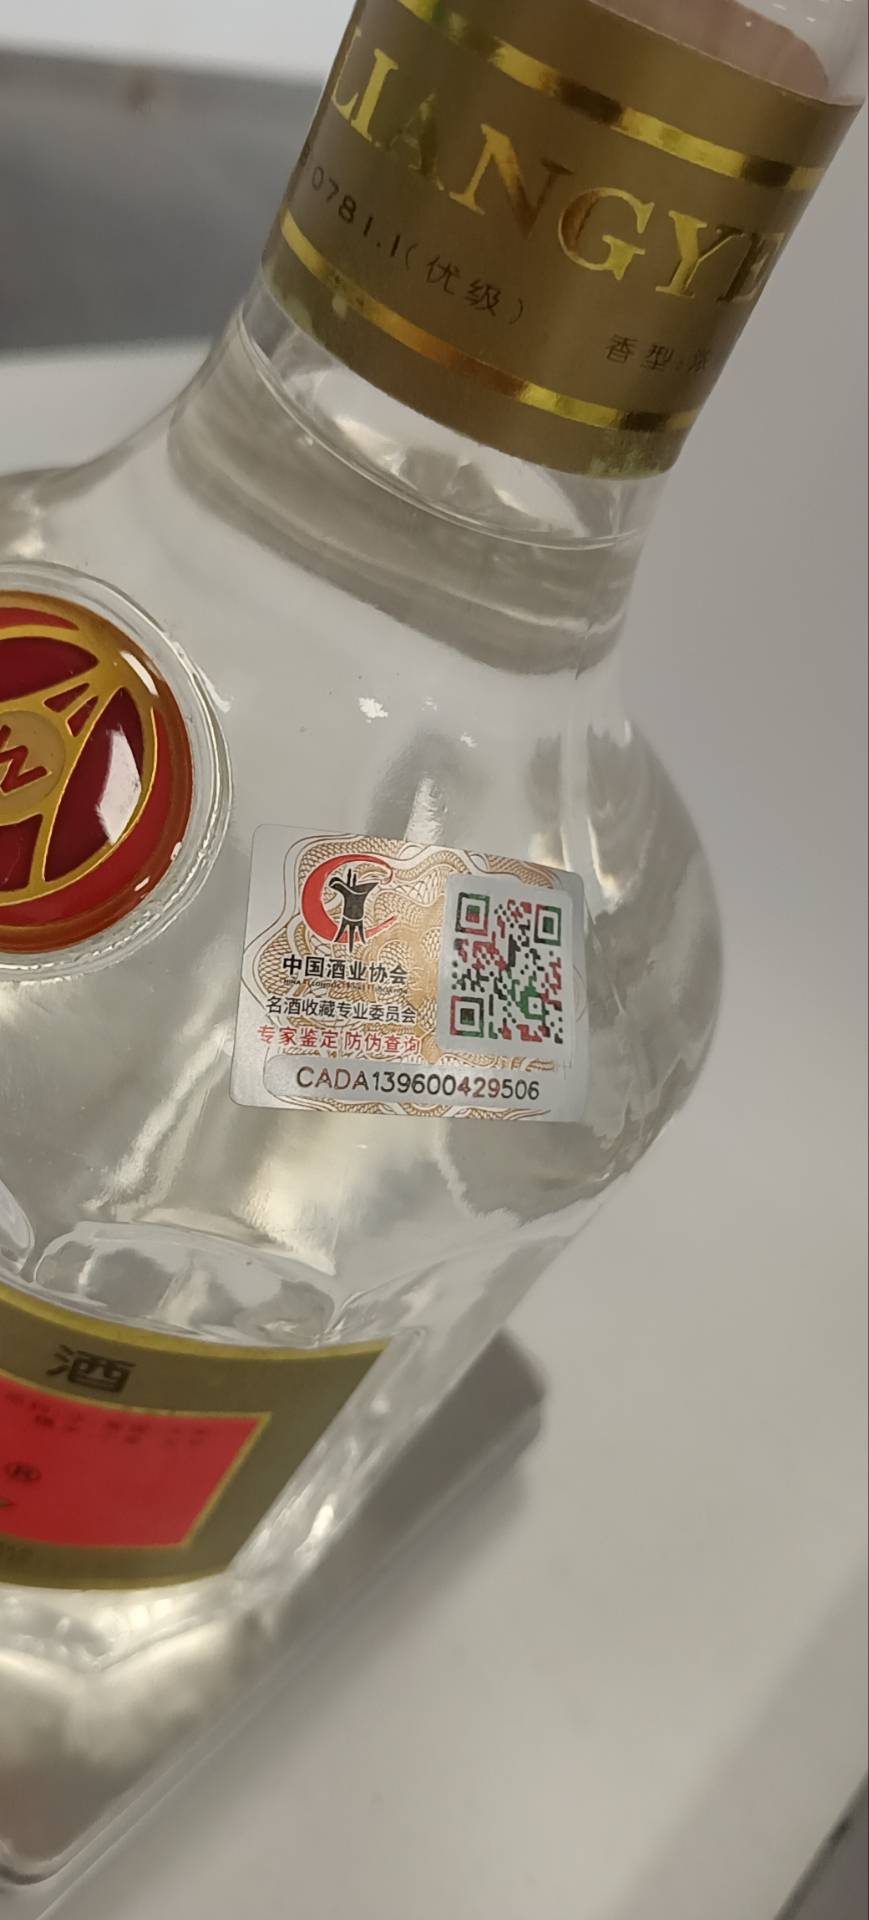 LIANGYE
0781.1(优级)
香型:浓
中国酒业协会
名酒收藏专业委员会
专家鉴定 防伪查询
CADA139600429506
酒
®